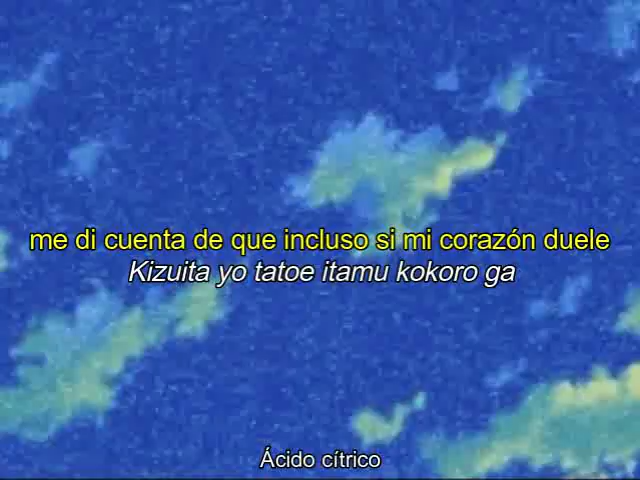 me di cuenta de que incluso si mi corazón duele
Kizuita yo tatoe itamu kokoro ga
Ácido cítrico